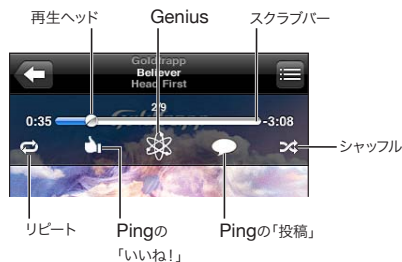 再生ヘッド
Genius
スクラブバー
Goldfrapp
Believer
Head First
2/9
0:35
-3:08
シャッフル
リピート
Pingの
「いいね!」
Pingの「投稿」